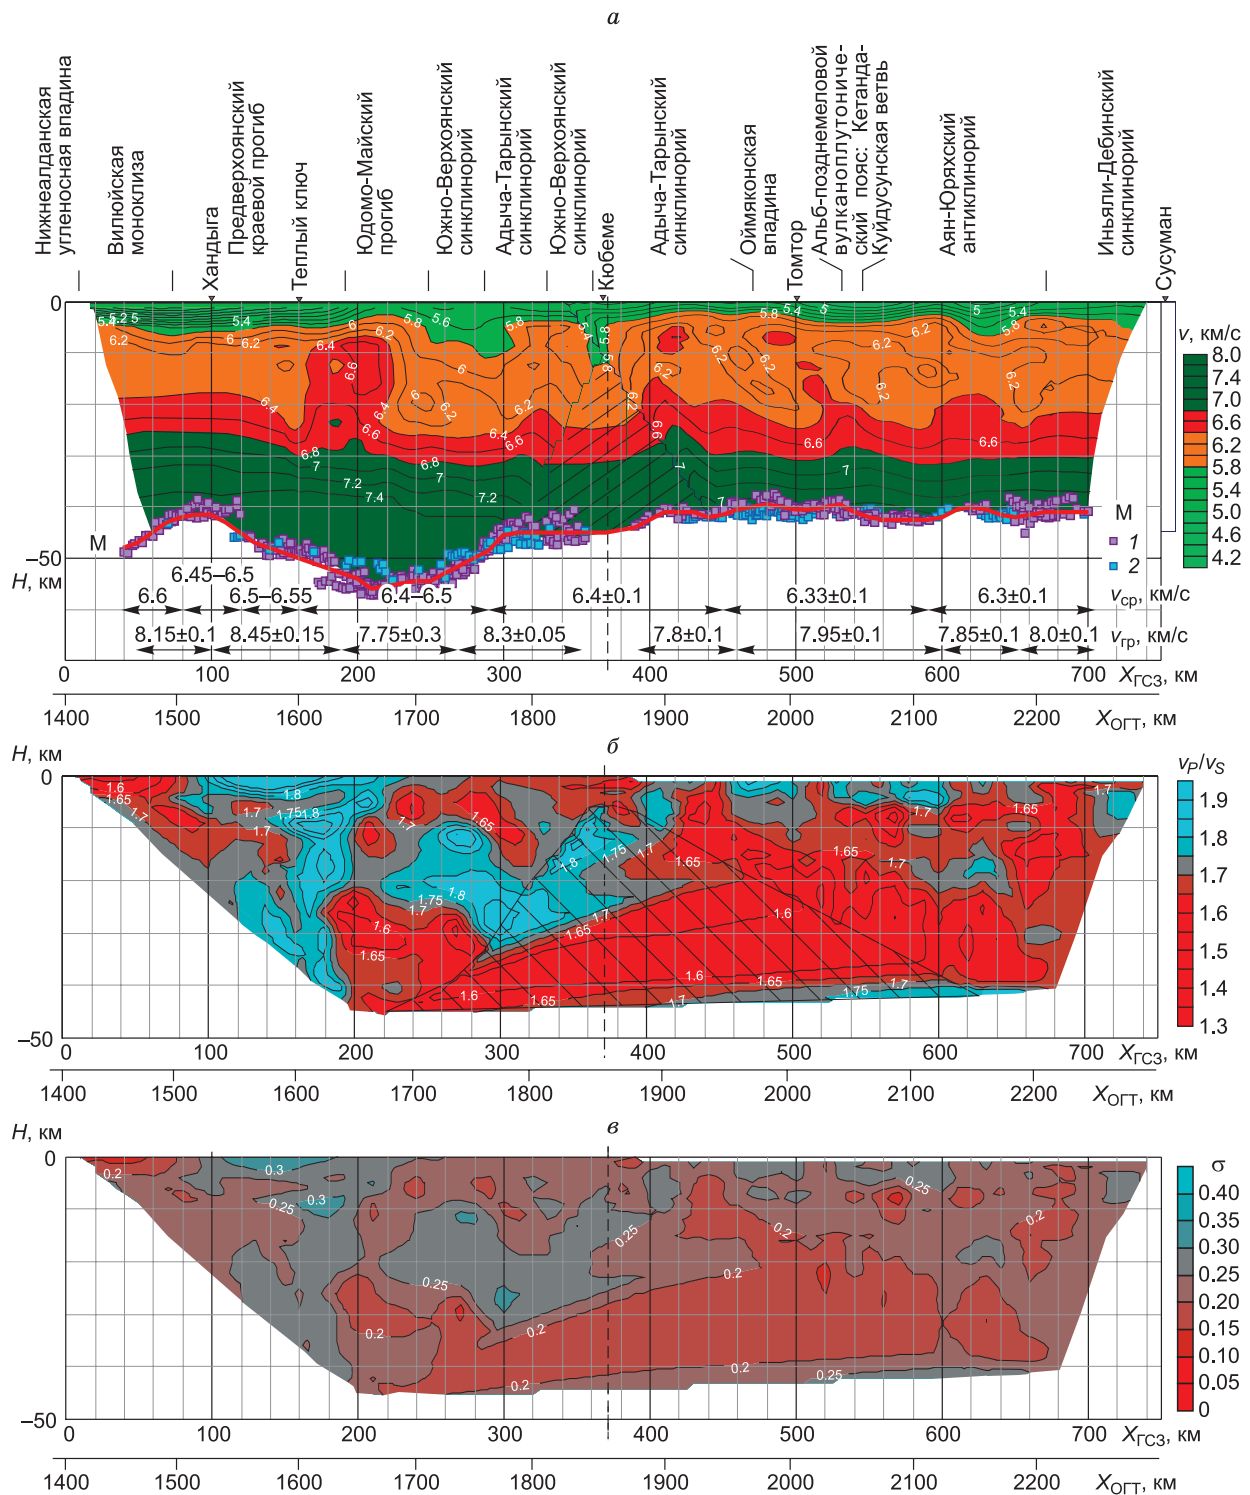 а
Нижнеалданская
угленосная впадина
Вилюйская
моноклиза
Хандыга
Предверхоянский
краевой прогиб
Теплый ключ
Юдомо-Майский
прогиб
Южно-Верхоянский
синклинорий
Адыча-Тарынский
синклинорий
Южно-Верхоянский
синклинорий
Кюбеме
Адыча-Тарынский
синклинорий
Оймяконская
впадина
Томтор
Альб-позднемеловой
вулканоплутониче-
ский пояс: Кетанда-
Куйдусунская ветвь
Аян-Юряхский
антиклинорий
Иньяли-Дебинский
синклинорий
Сусуман
0
–50
H, км
М
М
1
2
v, км/с
8.0
7.4
7.0
6.6
6.2
5.8
5.4
5.0
4.6
4.2
6.6
6.45–6.5
6.5–6.55
6.4–6.5
6.4±0.1
6.33±0.1
6.3±0.1
vср, км/с
8.15±0.1
8.45±0.15
7.75±0.3
8.3±0.05
7.8±0.1
7.95±0.1
7.85±0.1
8.0±0.1
vгр, км/с
0 100 200 300 400 500 600 700 XГСЗ, км
1400 1500 1600 1700 1800 1900 2000 2100 2200 XОГТ, км
б
H, км
0
–50
vP/vS
1.9
1.8
1.7
1.6
1.5
1.4
1.3
0 100 200 300 400 500 600 700 XГСЗ, км
1400 1500 1600 1700 1800 1900 2000 2100 2200 XОГТ, км
в
H, км
0
–50
σ
0.40
0.35
0.30
0.25
0.20
0.15
0.10
0.05
0
0 100 200 300 400 500 600 700 XГСЗ, км
1400 1500 1600 1700 1800 1900 2000 2100 2200 XОГТ, км